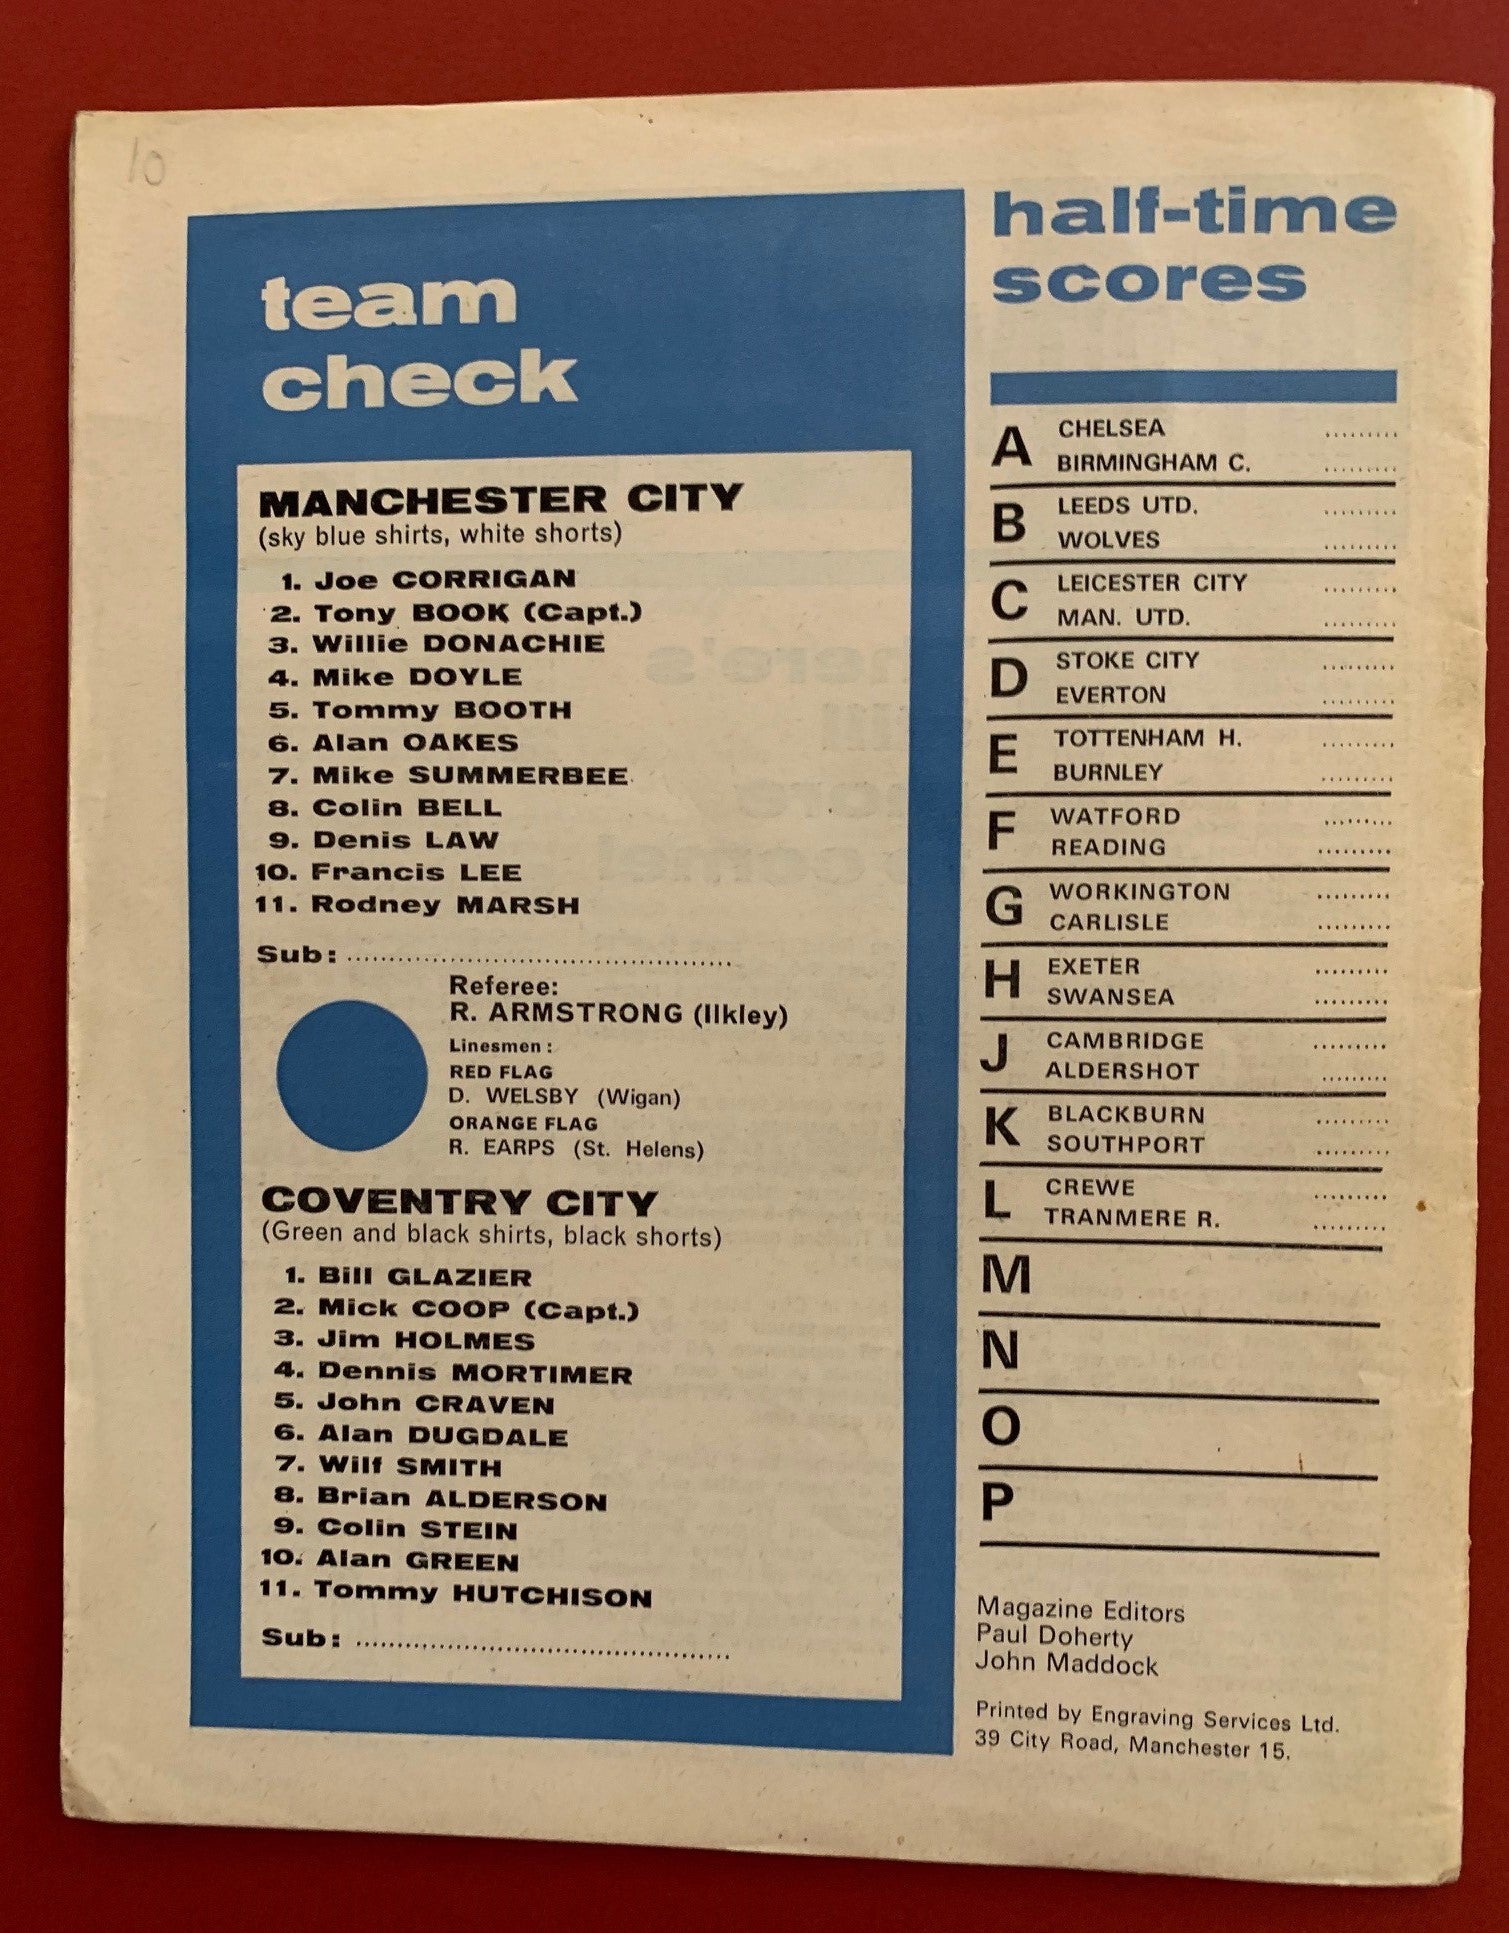 10
team
check
MANCHESTER CITY
(sky blue shirts, white shorts)
1. Joe CORRIGAN
2. Tony BOOK (Capt.)
3. Willie DONACHIE
4. Mike DOYLE
5. Tommy BOOTH
6. Alan OAKES
7. Mike SUMMERBEE
8. Colin BELL
9. Denis LAW
10. Francis LEE
11. Rodney MARSH
Sub: ................................................
Referee:
R. ARMSTRONG (Ilkley)
Linesmen :
RED FLAG
D. WELSBY (Wigan)
ORANGE FLAG
R. EARPS (St. Helens)
COVENTRY CITY
(Green and black shirts, black shorts)
1. Bill GLAZIER
2. Mick COOP (Capt.)
3. Jim HOLMES
4. Dennis MORTIMER
5. John CRAVEN
6. Alan DUGDALE
7. Wilf SMITH
8. Brian ALDERSON
9. Colin STEIN
10. Alan GREEN
11. Tommy HUTCHISON
Sub: ...............................................
half-time
scores
A
CHELSEA .........
BIRMINGHAM C. .........
B
LEEDS UTD. .........
WOLVES .........
C
LEICESTER CITY .........
MAN. UTD. .........
D
STOKE CITY .........
EVERTON .........
E
TOTTENHAM H. .........
BURNLEY .........
F
WATFORD .........
READING .........
G
WORKINGTON .........
CARLISLE .........
H
EXETER .........
SWANSEA .........
J
CAMBRIDGE .........
ALDERSHOT .........
K
BLACKBURN .........
SOUTHPORT .........
L
CREWE .........
TRANMERE R. .........
M
N
O
P
Magazine Editors
Paul Doherty
John Maddock
Printed by Engraving Services Ltd.
39 City Road, Manchester 15.